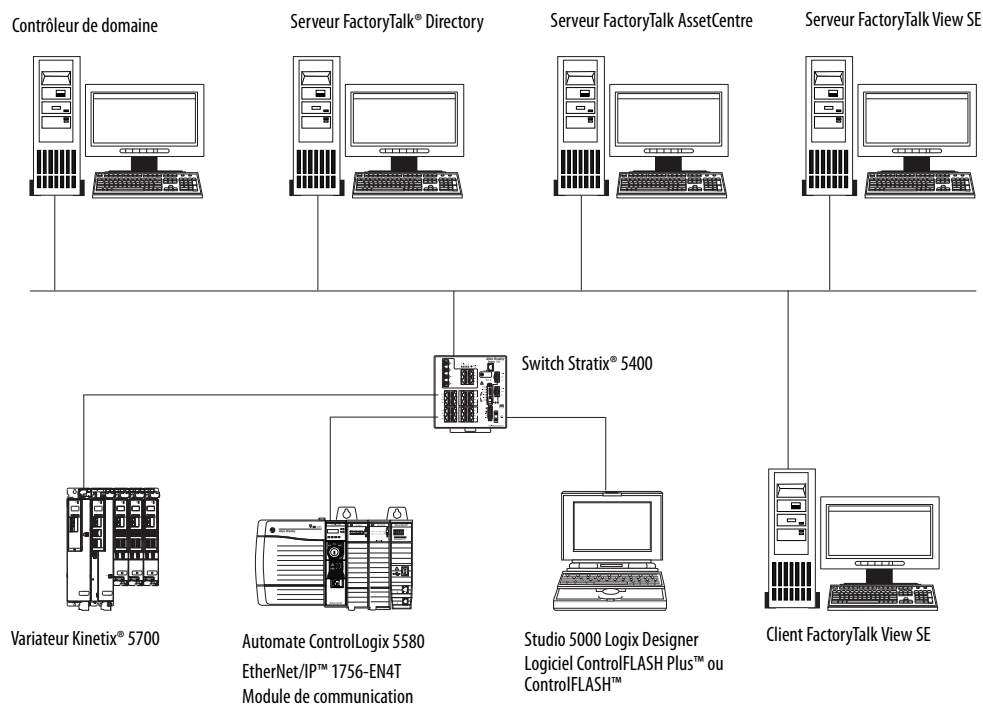 Contrôleur de domaine
Serveur FactoryTalk® Directory
Serveur FactoryTalk AssetCentre
Serveur FactoryTalk View SE
Switch Stratix® 5400
Variateur Kinetix® 5700
Automate ControlLogix 5580
EtherNet/IP™ 1756-EN4T
Module de communication
Studio 5000 Logix Designer
Logiciel ControlFLASH Plus™ ou
ControlFLASH™
Client FactoryTalk View SE